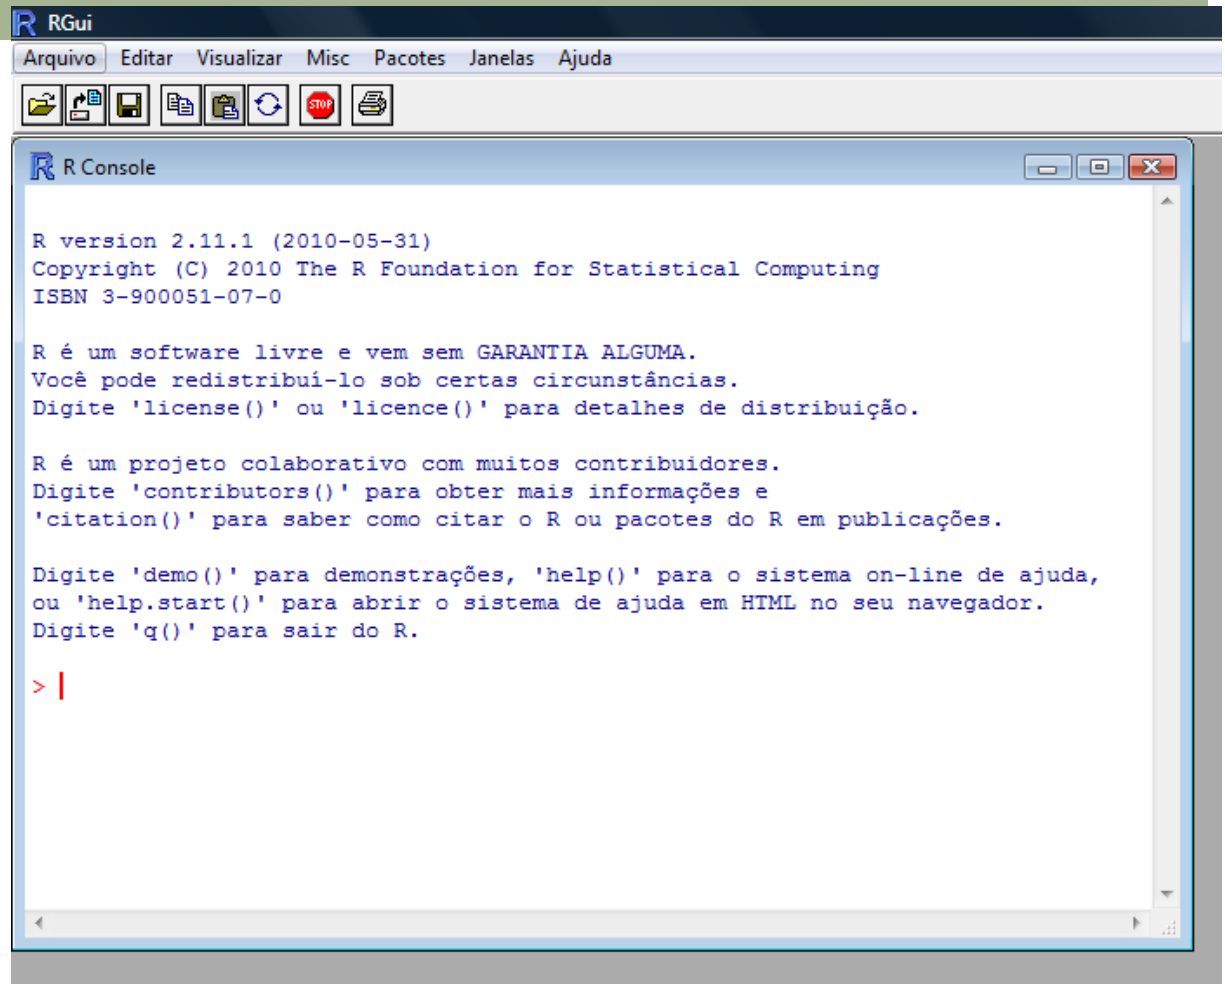 RGui
Arquivo Editar Visualizar Misc Pacotes Janelas Ajuda
STOP
R Console
R version 2.11.1 (2010-05-31)
Copyright (C) 2010 The R Foundation for Statistical Computing
ISBN 3-900051-07-0
R é um software livre e vem sem GARANTIA ALGUMA.
Você pode redistribuí-lo sob certas circunstâncias.
Digite 'license()' ou 'licence()' para detalhes de distribuição.
R é um projeto colaborativo com muitos contribuidores.
Digite 'contributors()' para obter mais informações e
'citation()' para saber como citar o R ou pacotes do R em publicações.
Digite 'demo()' para demonstrações, 'help()' para o sistema on-line de ajuda,
ou 'help.start()' para abrir o sistema de ajuda em HTML no seu navegador.
Digite 'q()' para sair do R.
>